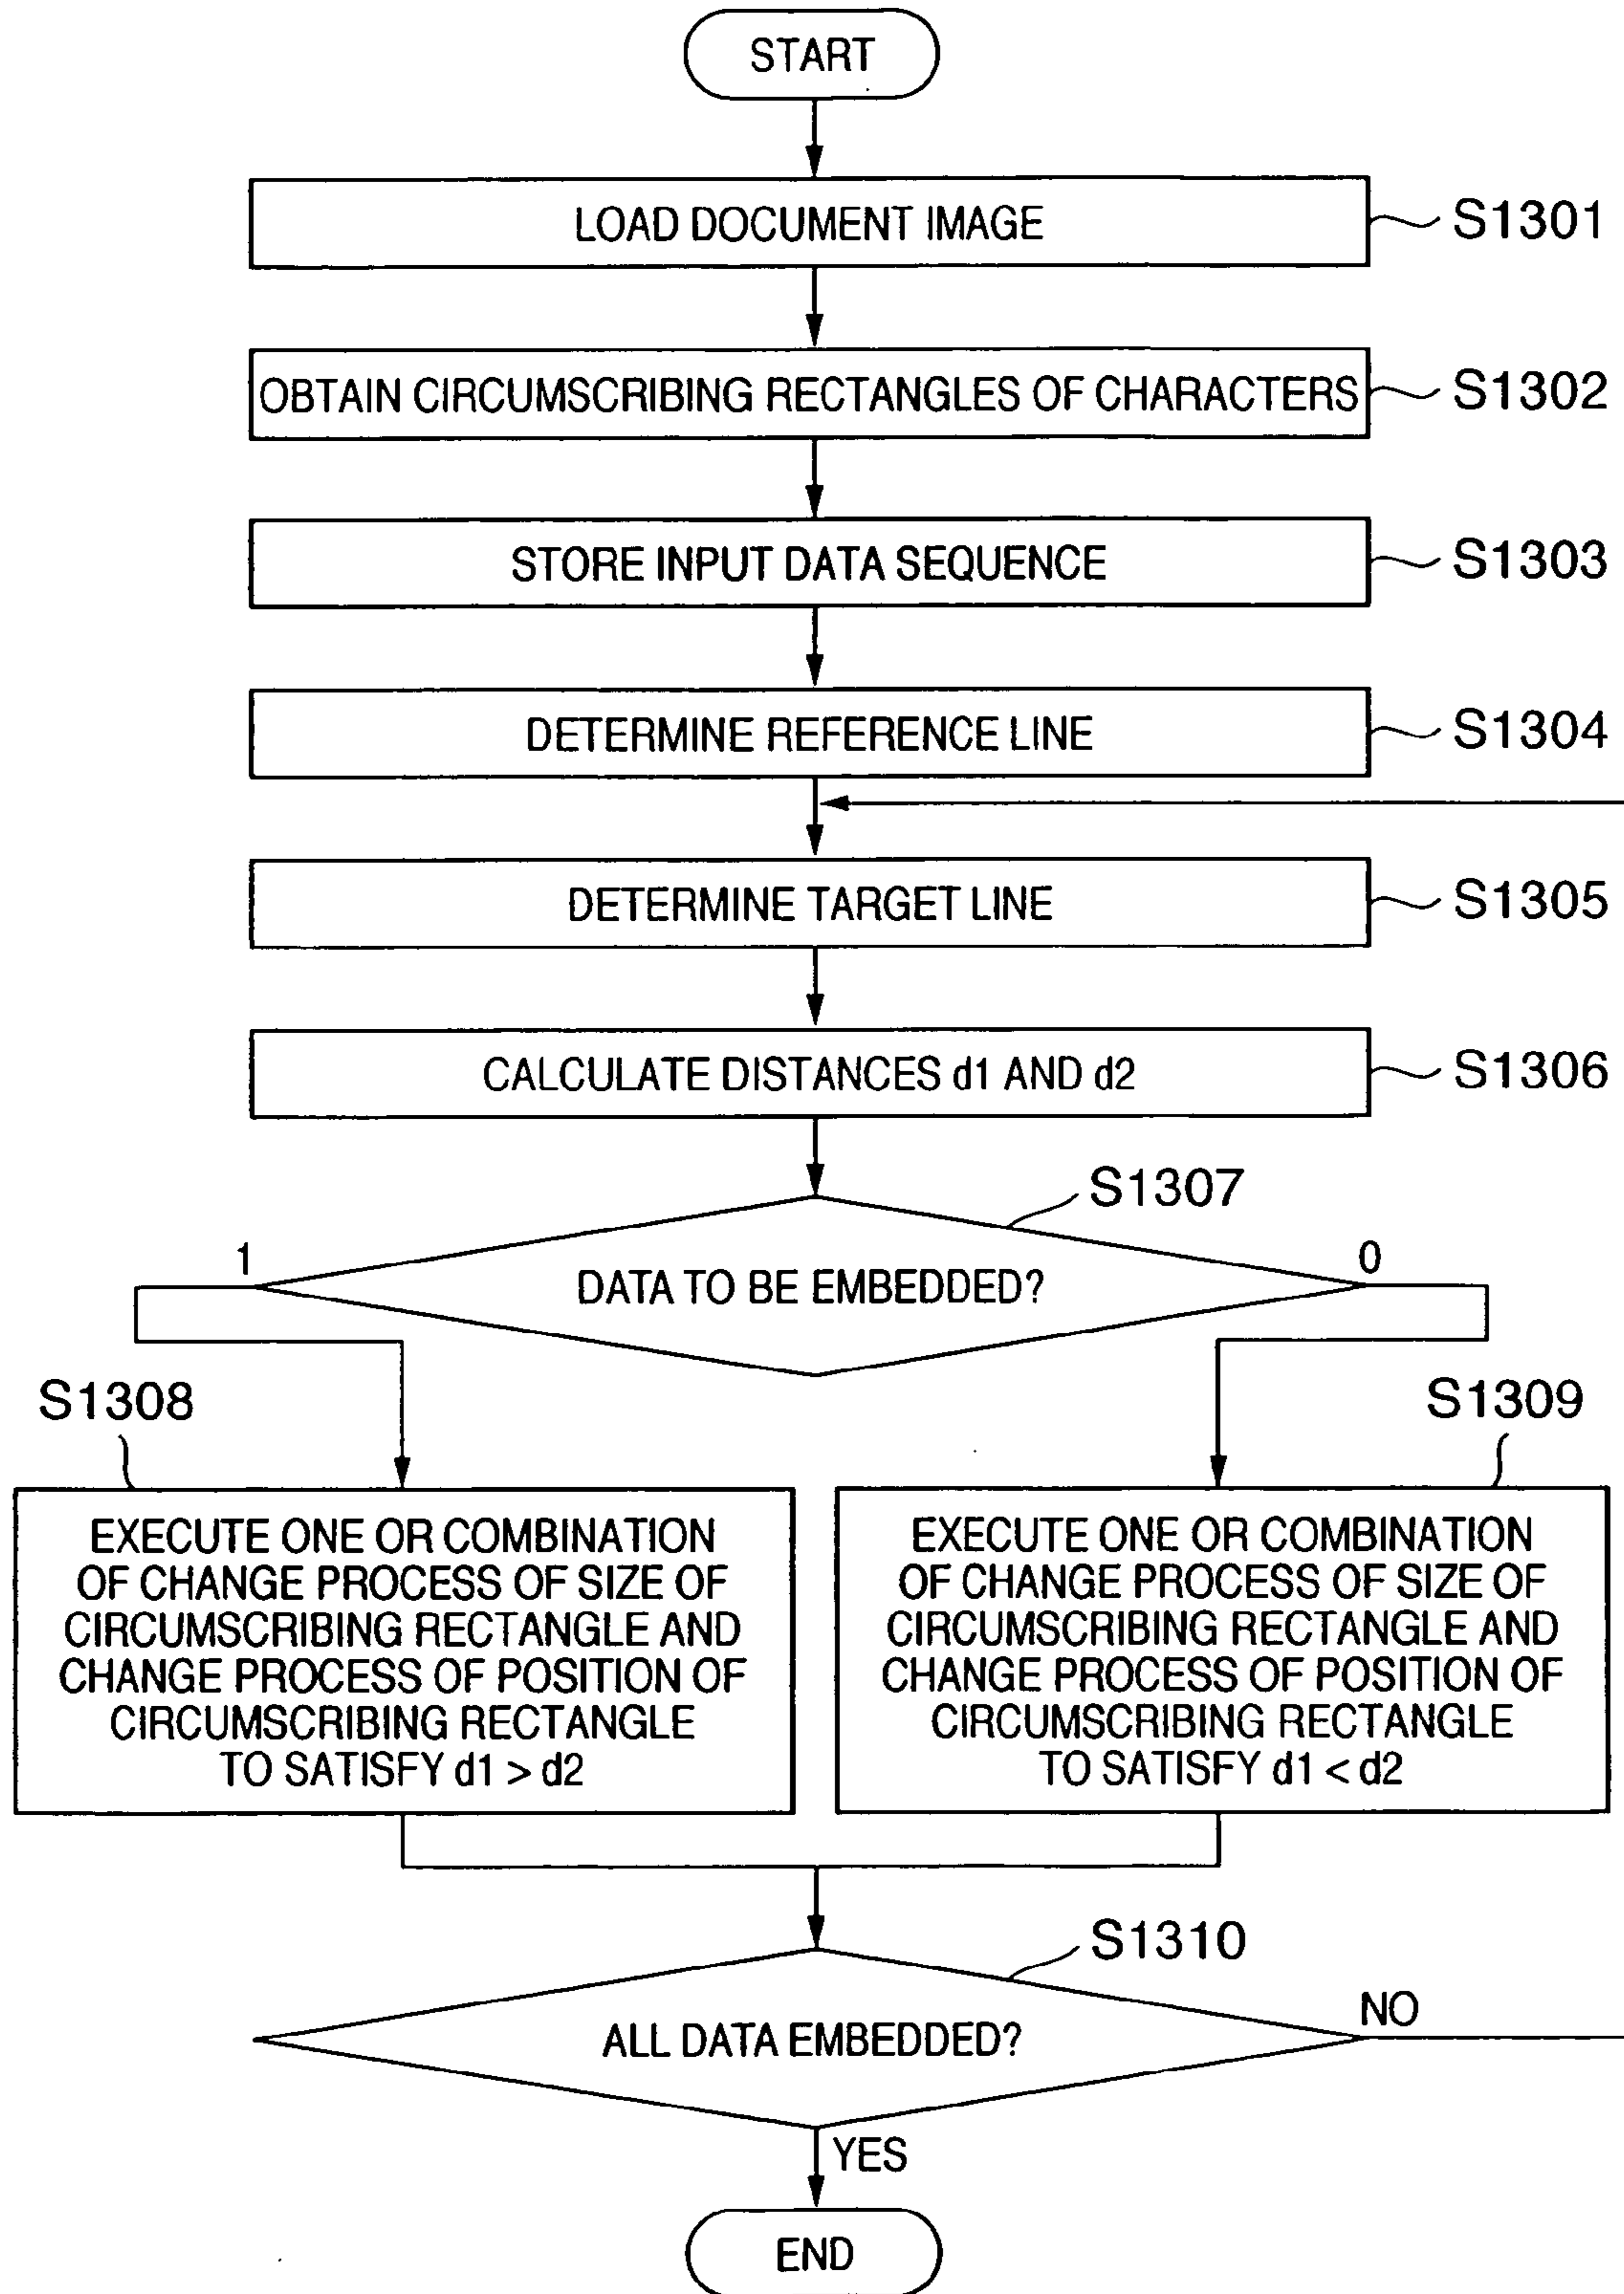 START
LOAD DOCUMENT IMAGE
S1301
OBTAIN CIRCUMSCRIBING RECTANGLES OF CHARACTERS
S1302
STORE INPUT DATA SEQUENCE
S1303
DETERMINE REFERENCE LINE
S1304
DETERMINE TARGET LINE
S1305
CALCULATE DISTANCES d1 AND d2
S1306
S1307
1
DATA TO BE EMBEDDED?
0
S1308
EXECUTE ONE OR COMBINATION
OF CHANGE PROCESS OF SIZE OF
CIRCUMSCRIBING RECTANGLE AND
CHANGE PROCESS OF POSITION OF
CIRCUMSCRIBING RECTANGLE
TO SATISFY d1 > d2
S1309
EXECUTE ONE OR COMBINATION
OF CHANGE PROCESS OF SIZE OF
CIRCUMSCRIBING RECTANGLE AND
CHANGE PROCESS OF POSITION OF
CIRCUMSCRIBING RECTANGLE
TO SATISFY d1 < d2
S1310
ALL DATA EMBEDDED?
NO
YES
END